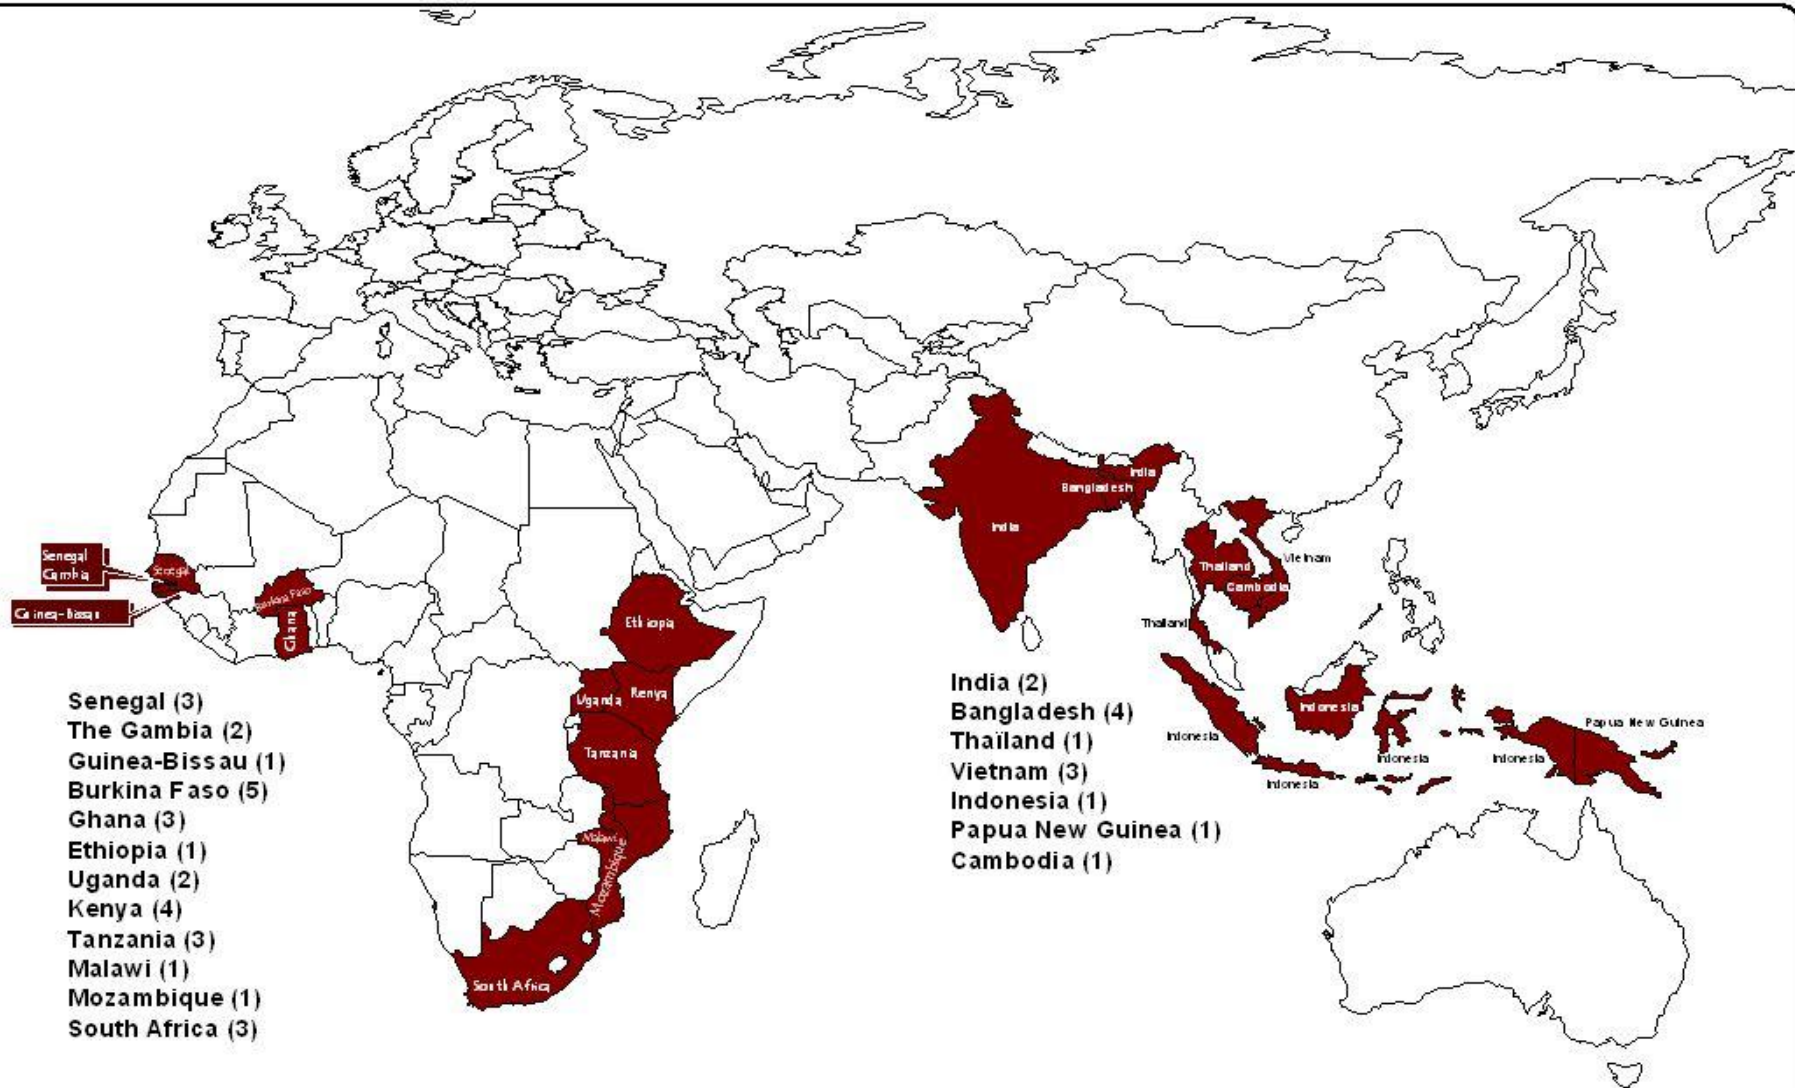 Senegal
Gambia
Guinea-Bissau
Senegal
Burkina Faso
Ghana
Ethiopia
Uganda
Kenya
Tanzania
Malawi
Mozambique
South Africa
India
Bangladesh
India
Vietnam
Thailand
Cambodia
Thailand
Indonesia
Indonesia
Indonesia
Indonesia
Indonesia
Papua New Guinea
Senegal (3)
The Gambia (2)
Guinea-Bissau (1)
Burkina Faso (5)
Ghana (3)
Ethiopia (1)
Uganda (2)
Kenya (4)
Tanzania (3)
Malawi (1)
Mozambique (1)
South Africa (3)
India (2)
Bangladesh (4)
Thaïland (1)
Vietnam (3)
Indonesia (1)
Papua New Guinea (1)
Cambodia (1)